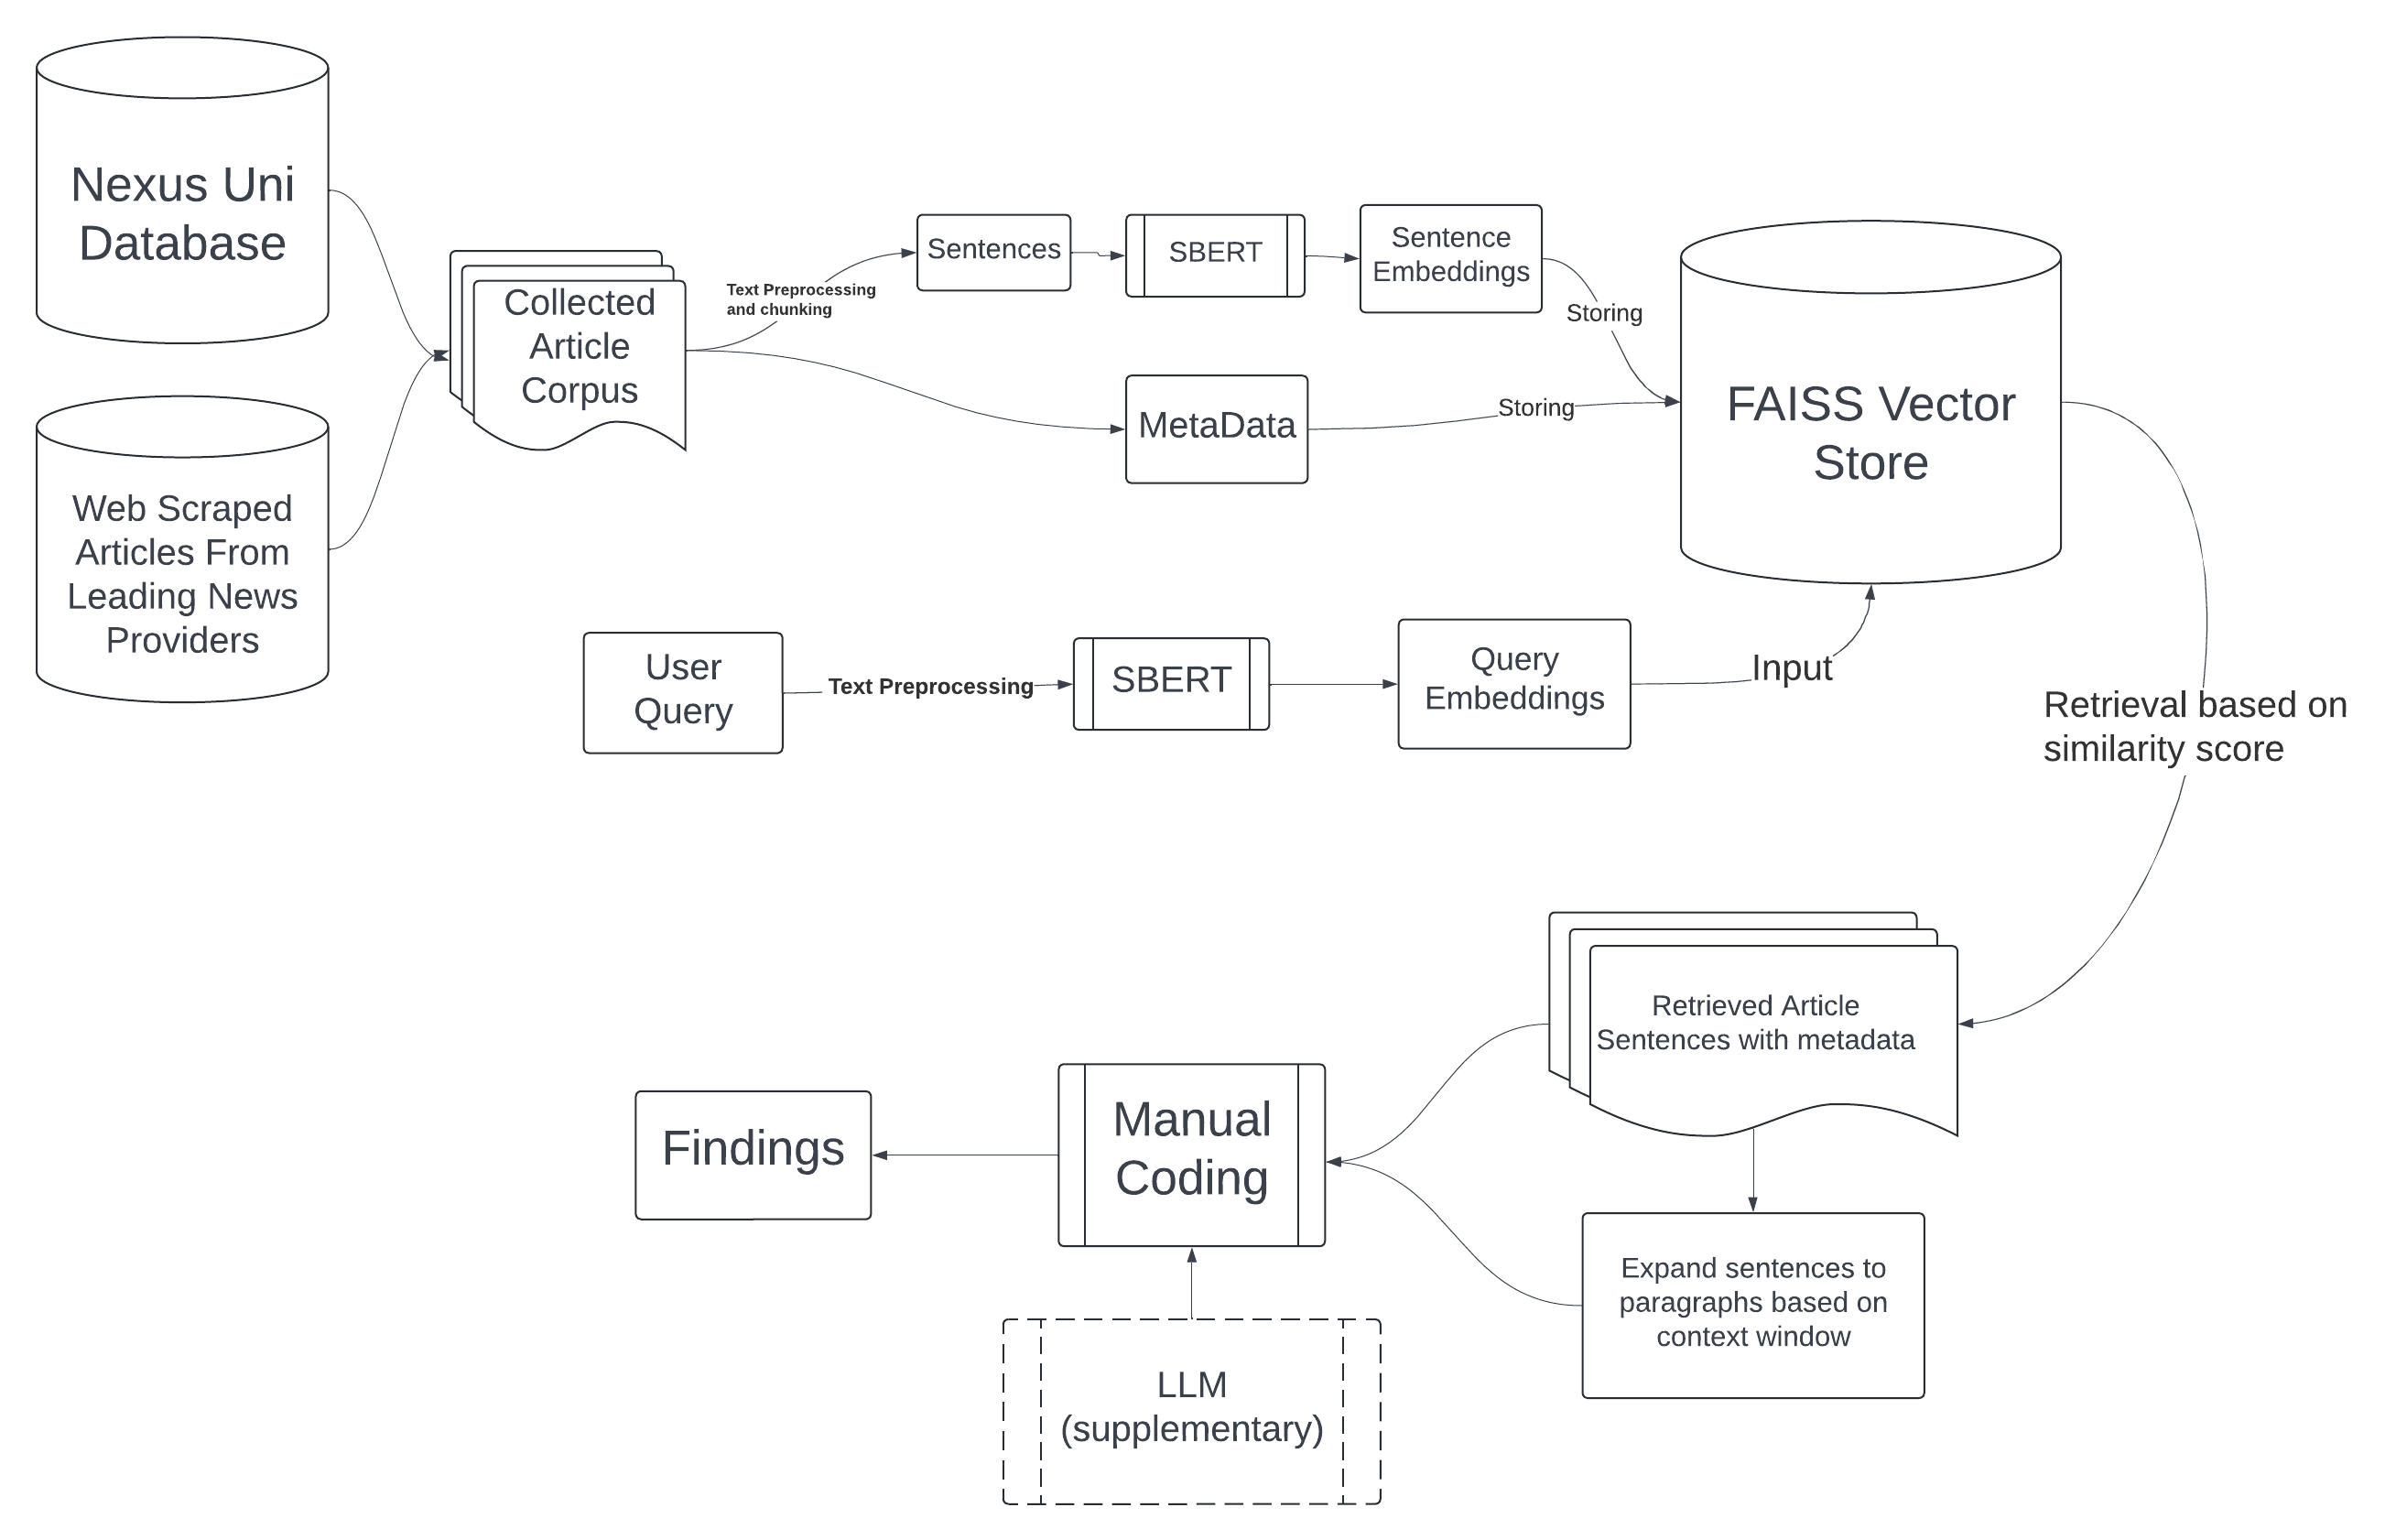 Nexus Uni
Database
Web Scraped
Articles From
Leading News
Providers
Collected
Article
Corpus
Text Preprocessing
and chunking
Sentences
SBERT
Sentence
Embeddings
Storing
MetaData
Storing
FAISS Vector
Store
User
Query
Text Preprocessing
SBERT
Query
Embeddings
Input
Retrieval based on
similarity score
Retrieved Article
Sentences with metadata
Expand sentences to
paragraphs based on
context window
Manual
Coding
Findings
LLM
(supplementary)